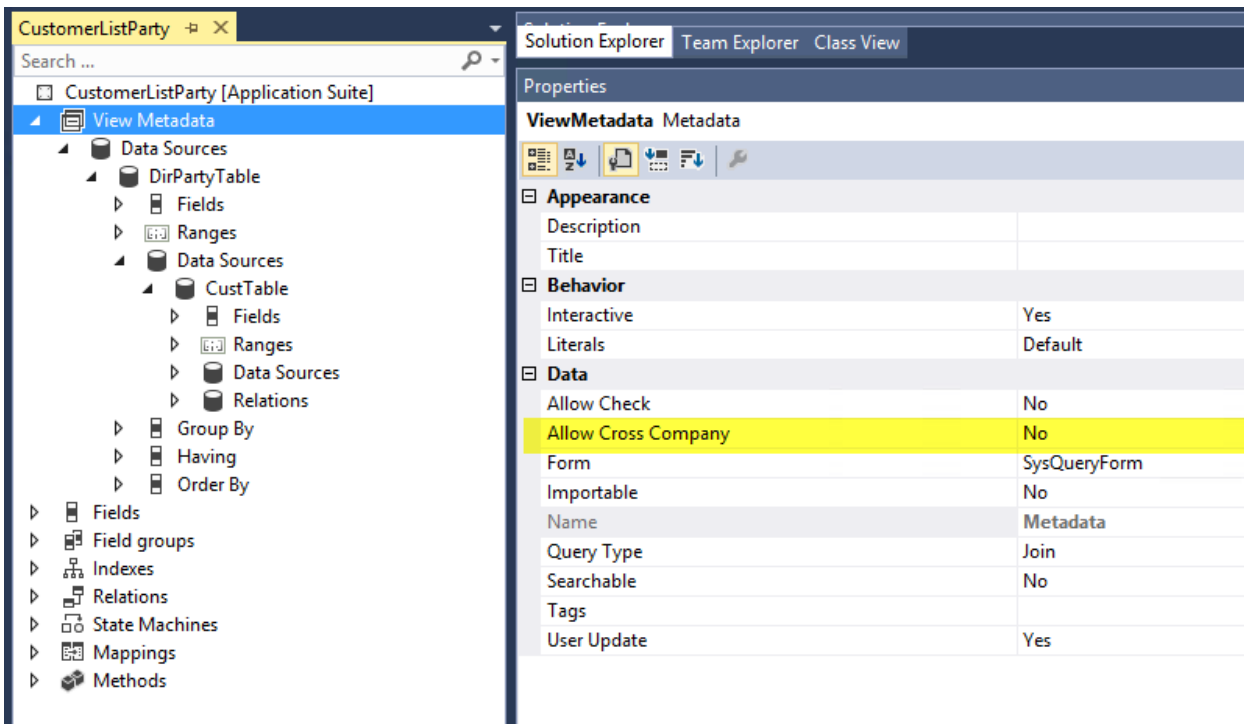 CustomerListParty
Search ...
CustomerListParty [Application Suite]
View Metadata
Data Sources
DirPartyTable
Fields
Ranges
Data Sources
CustTable
Fields
Ranges
Data Sources
Relations
Group By
Having
Order By
Fields
Field groups
Indexes
Relations
State Machines
Mappings
Methods
Solution Explorer Team Explorer Class View
Properties
ViewMetadata Metadata
Appearance
Description
Title
Behavior
Interactive Yes
Literals Default
Data
Allow Check No
Allow Cross Company No
Form SysQueryForm
Importable No
Name Metadata
Query Type Join
Searchable No
Tags
User Update Yes